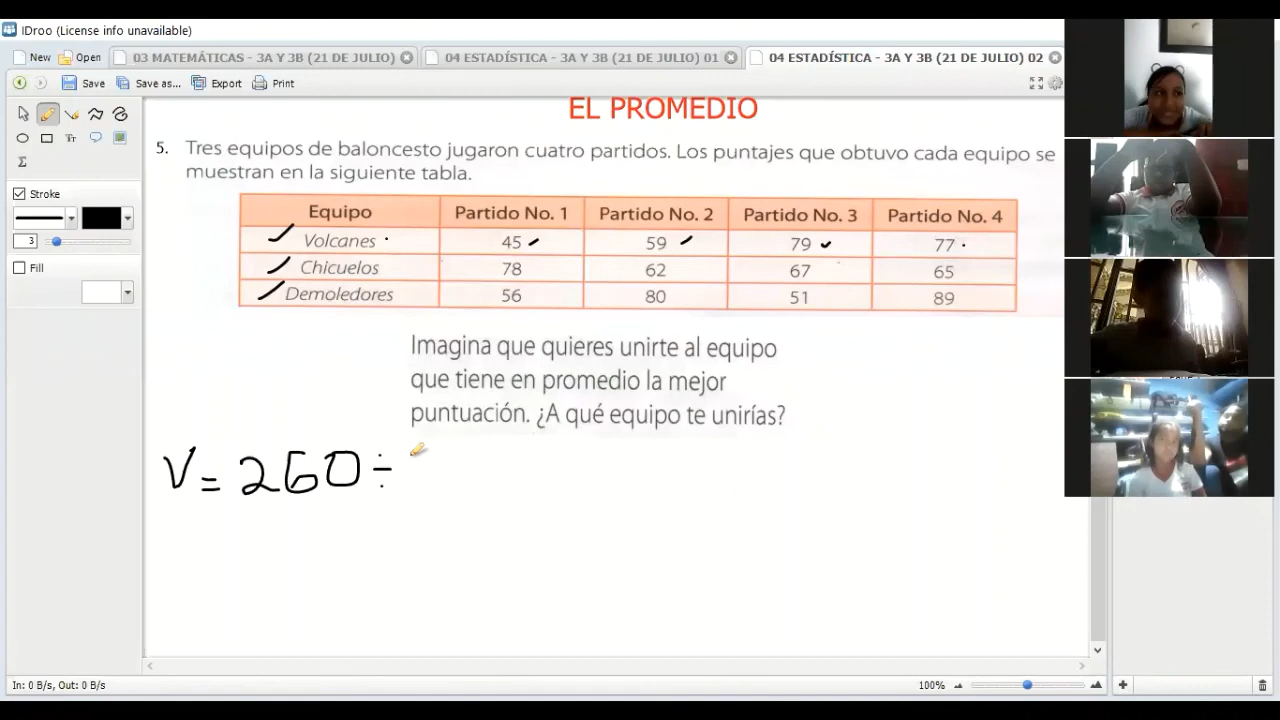 IDroo (License info unavailable)
New Open 03 MATEMÁTICAS - 3A Y 3B (21 DE JULIO) 04 ESTADÍSTICA - 3A Y 3B (21 DE JULIO) 01 04 ESTADÍSTICA - 3A Y 3B (21 DE JULIO) 02
Save Save as... Export Print
EL PROMEDIO
5. Tres equipos de baloncesto jugaron cuatro partidos. Los puntajes que obtuvo cada equipo se
muestran en la siguiente tabla.
Equipo Partido No. 1 Partido No. 2 Partido No. 3 Partido No. 4
Volcanes 45 59 79 77
Chicuelos 78 62 67 65
Demoledores 56 80 51 89
Imagina que quieres unirte al equipo
que tiene en promedio la mejor
puntuación. ¿A qué equipo te unirías?
V = 260 ÷
Tr
Σ
Stroke
3
Fill
In: 0 B/s, Out: 0 B/s
100%